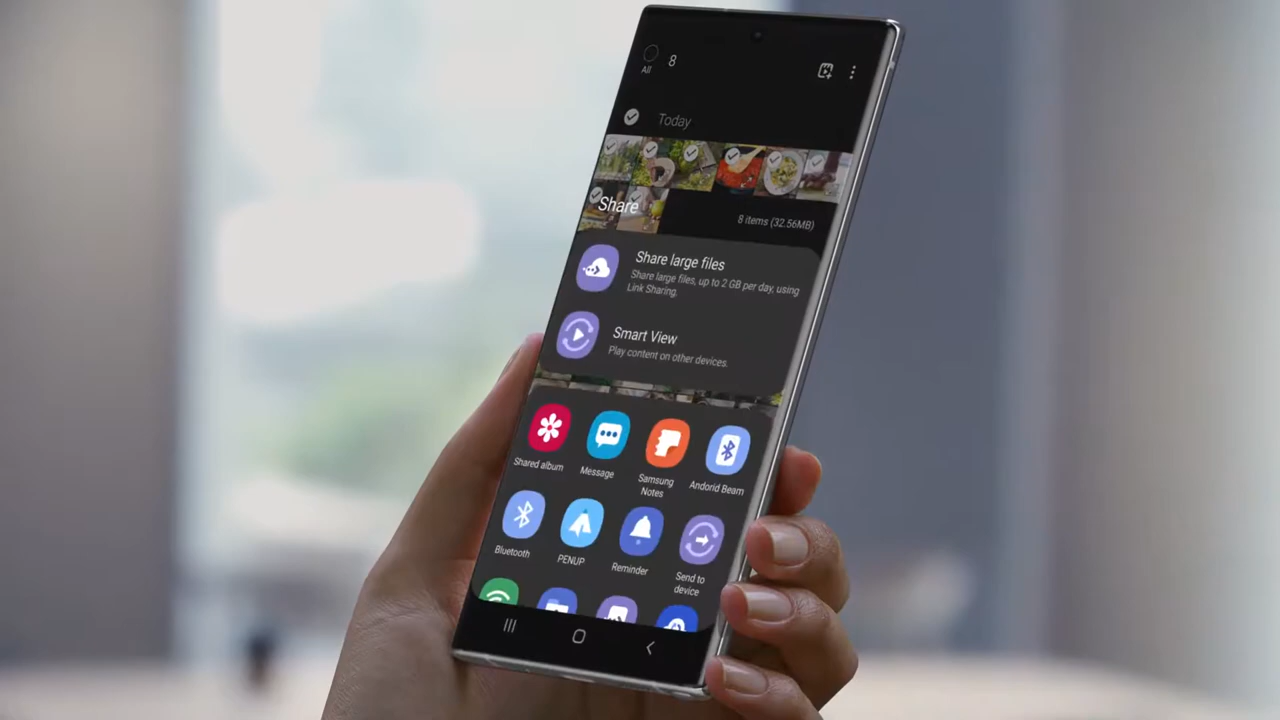 8
All
Today
Share
8 items (32.56MB)
Share large files
Share large files, up to 2 GB per day, using
Link Sharing.
Smart View
Play content on other devices.
Shared album
Message
Samsung
Notes
Andorid Beam
Bluetooth
PENUP
Reminder
Send to
device